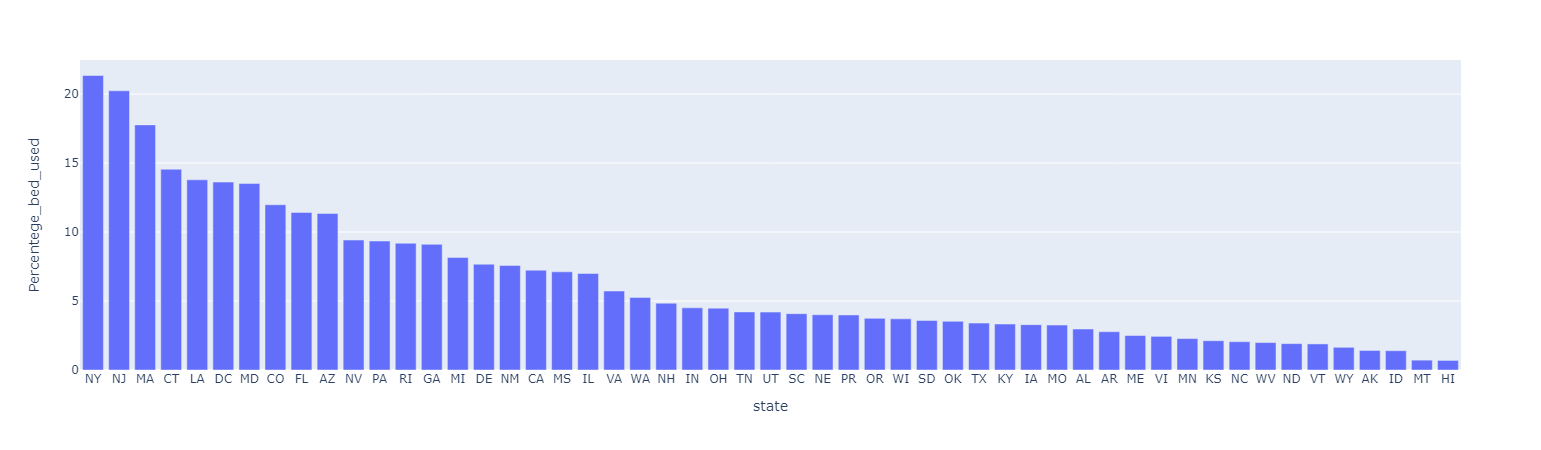 Percentege_bed_used
20
15
10
5
0
NY NJ MA CT LA DC MD CO FL AZ NV PA RI GA MI DE NM CA MS IL VA WA NH IN OH TN UT SC NE PR OR WI SD OK TX KY IA MO AL AR ME VI MN KS NC WV ND VT WY AK ID MT HI
state